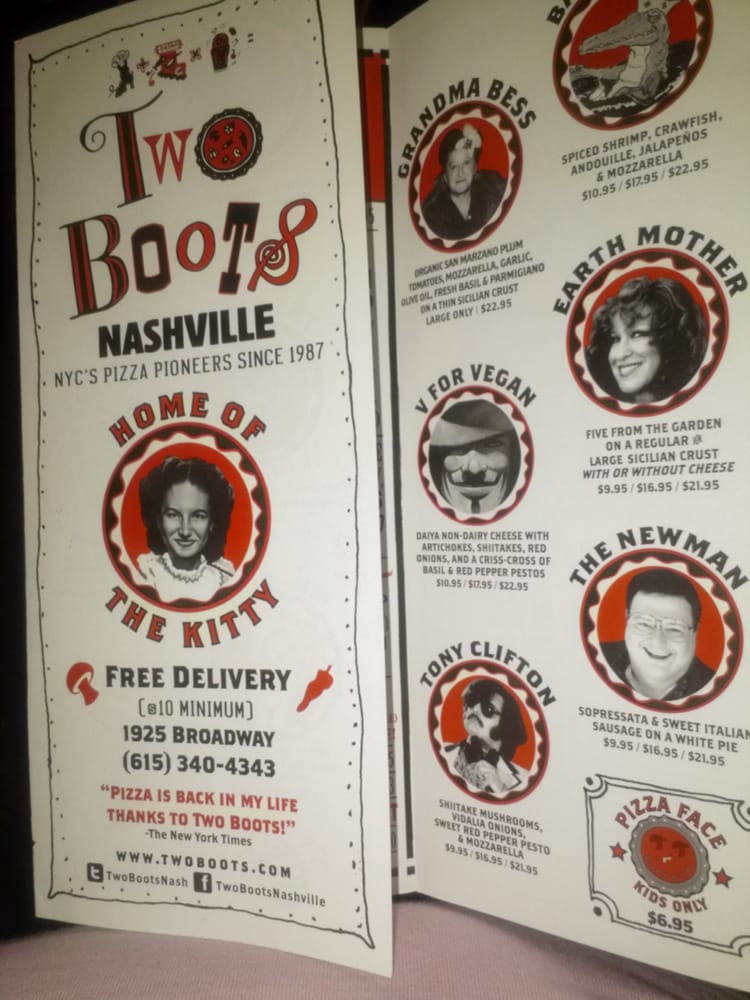 Two
Boots
NASHVILLE
NYC'S PIZZA PIONEERS SINCE 1987
HOME OF
THE KITTY
FREE DELIVERY
($10 MINIMUM)
1925 BROADWAY
(615) 340-4343
"PIZZA IS BACK IN MY LIFE
THANKS TO TWO BOOTS!"
-The New York Times
WWW.TWOBOOTS.COM
TwoBootsNash f TwoBootsNashville
GRANDMA BESS
ORGANIC SAN MARZANO PLUM
TOMATOES, MOZZARELLA, GARLIC,
OLIVE OIL, FRESH BASIL & PARMIGIANO
ON A THIN SICILIAN CRUST
LARGE ONLY | $22.95
V FOR VEGAN
DAIYA NON-DAIRY CHEESE WITH
ARTICHOKES, SHIITAKES, RED
ONIONS, AND A CRISS-CROSS OF
BASIL & RED PEPPER PESTOS
$10.95 / $17.95 / $22.95
TONY CLIFTON
SHIITAKE MUSHROOMS,
VIDALIA ONIONS,
SWEET RED PEPPER PESTO
& MOZZARELLA
$9.95 / $16.95 / $21.95
SPICED SHRIMP, CRAWFISH,
ANDOUILLE, JALAPEÑOS
& MOZZARELLA
$10.95 / $17.95 / $22.95
EARTH MOTHER
FIVE FROM THE GARDEN
ON A REGULAR OR
LARGE SICILIAN CRUST
WITH OR WITHOUT CHEESE
$9.95 / $16.95 / $21.95
THE NEWMAN
SOPRESSATA & SWEET ITALIAN
SAUSAGE ON A WHITE PIE
$9.95 / $16.95 / $21.95
PIZZA FACE
KIDS ONLY
$6.95